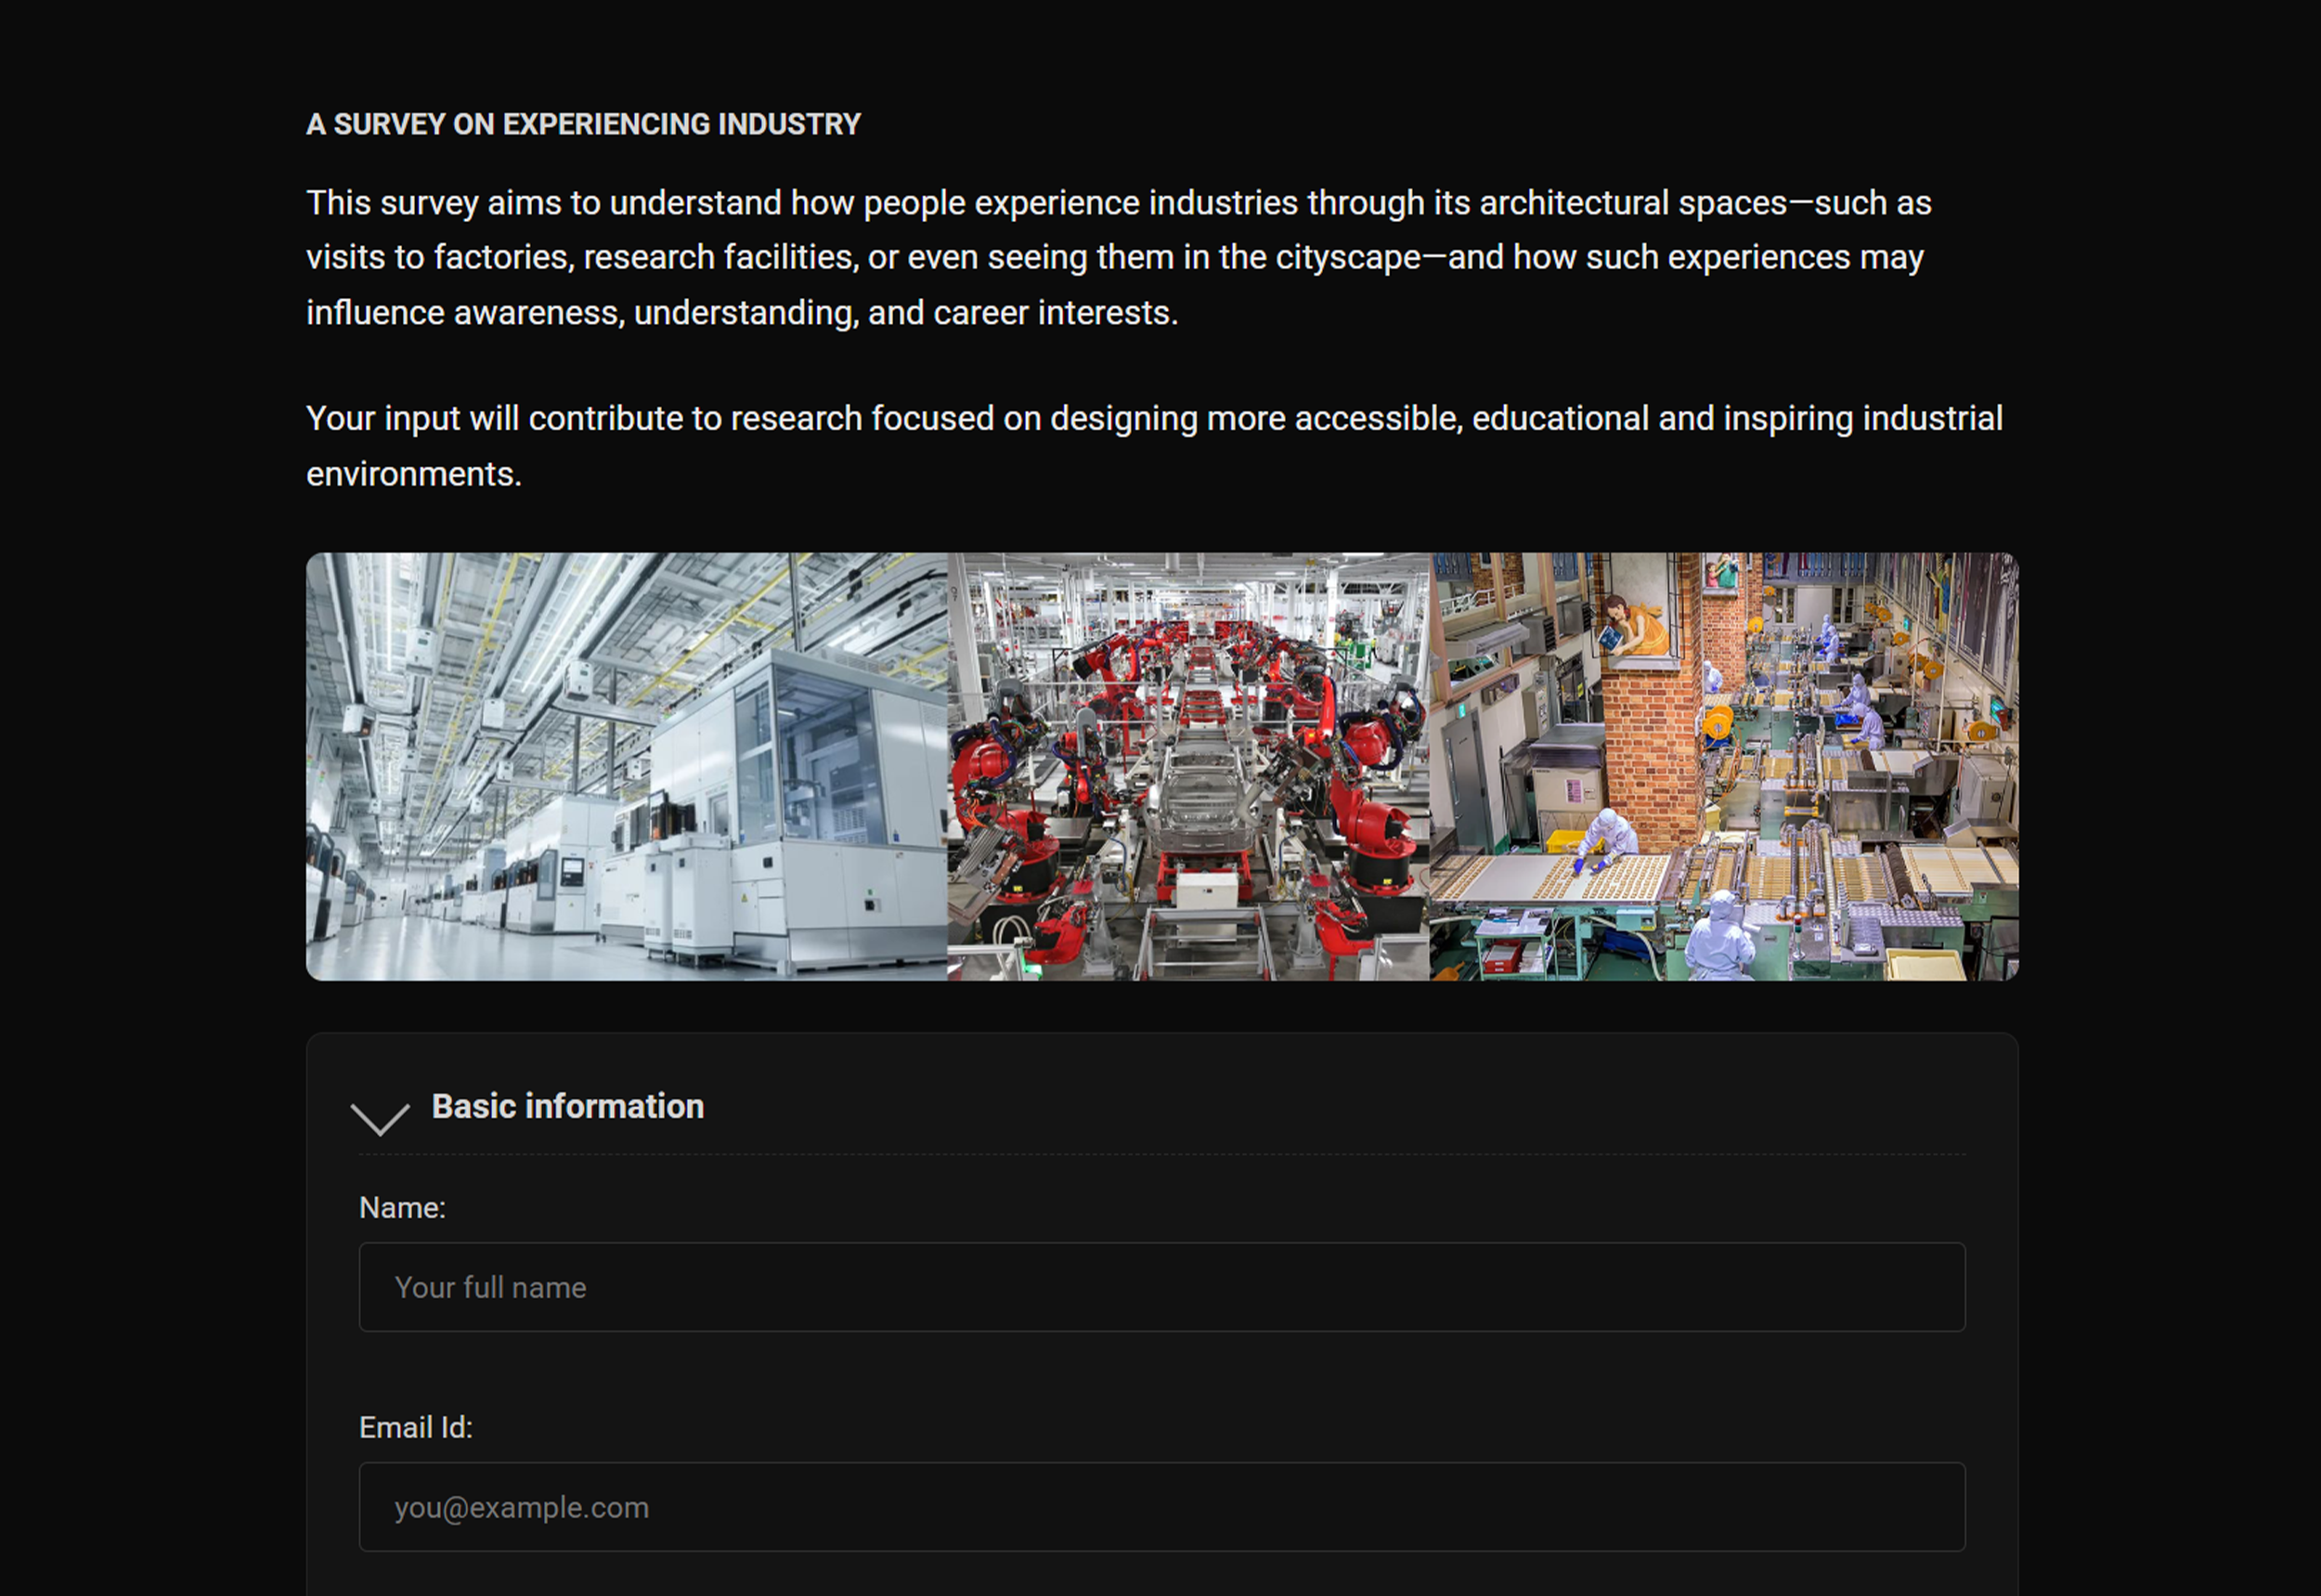 A SURVEY ON EXPERIENCING INDUSTRY
This survey aims to understand how people experience industries through its architectural spaces—such as
visits to factories, research facilities, or even seeing them in the cityscape—and how such experiences may
influence awareness, understanding, and career interests.
Your input will contribute to research focused on designing more accessible, educational and inspiring industrial
environments.
Basic information
Name:
Your full name
Email Id:
you@example.com